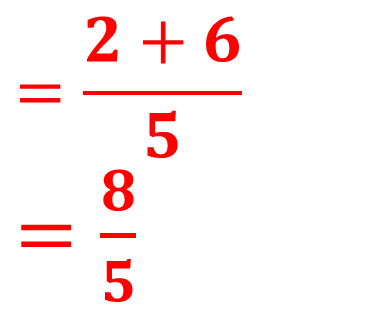 = (2 + 6)/5
= 8/5